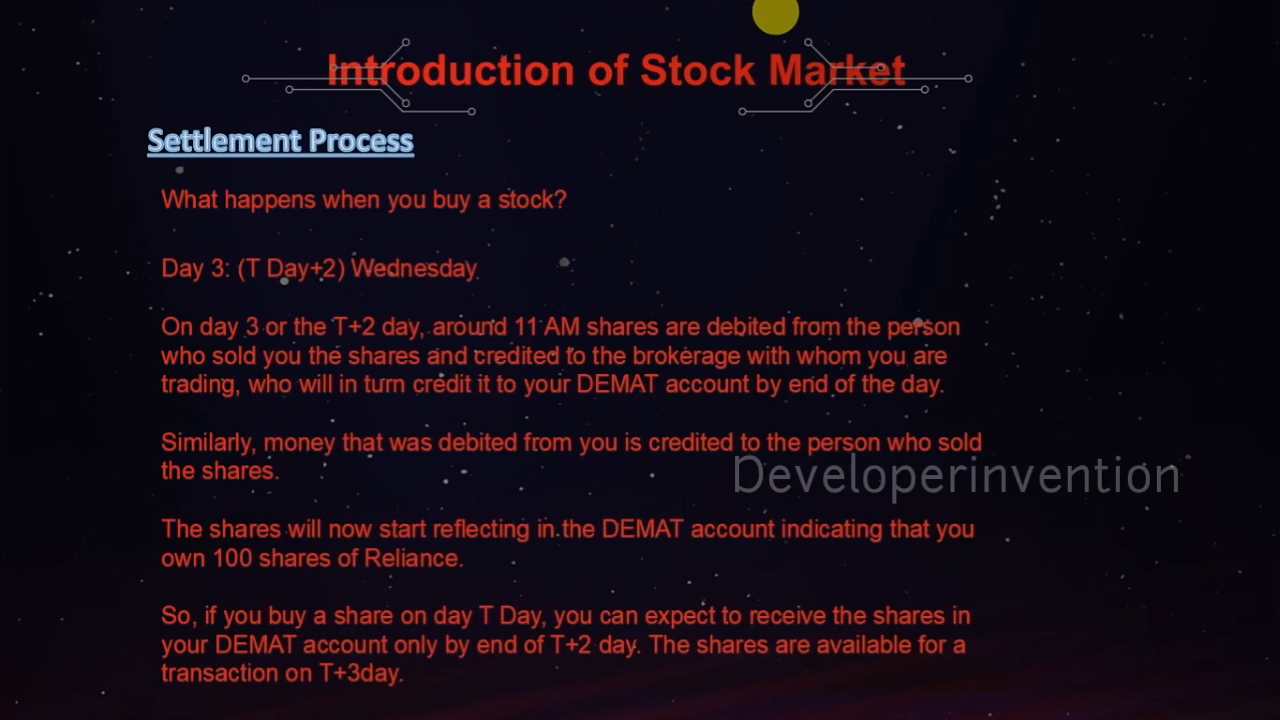 Introduction of Stock Market
Settlement Process
What happens when you buy a stock?
Day 3: (T Day+2) Wednesday
On day 3 or the T+2 day, around 11 AM shares are debited from the person
who sold you the shares and credited to the brokerage with whom you are
trading, who will in turn credit it to your DEMAT account by end of the day.
Similarly, money that was debited from you is credited to the person who sold
the shares.
Developerinvention
The shares will now start reflecting in the DEMAT account indicating that you
own 100 shares of Reliance.
So, if you buy a share on day T Day, you can expect to receive the shares in
your DEMAT account only by end of T+2 day. The shares are available for a
transaction on T+3day.